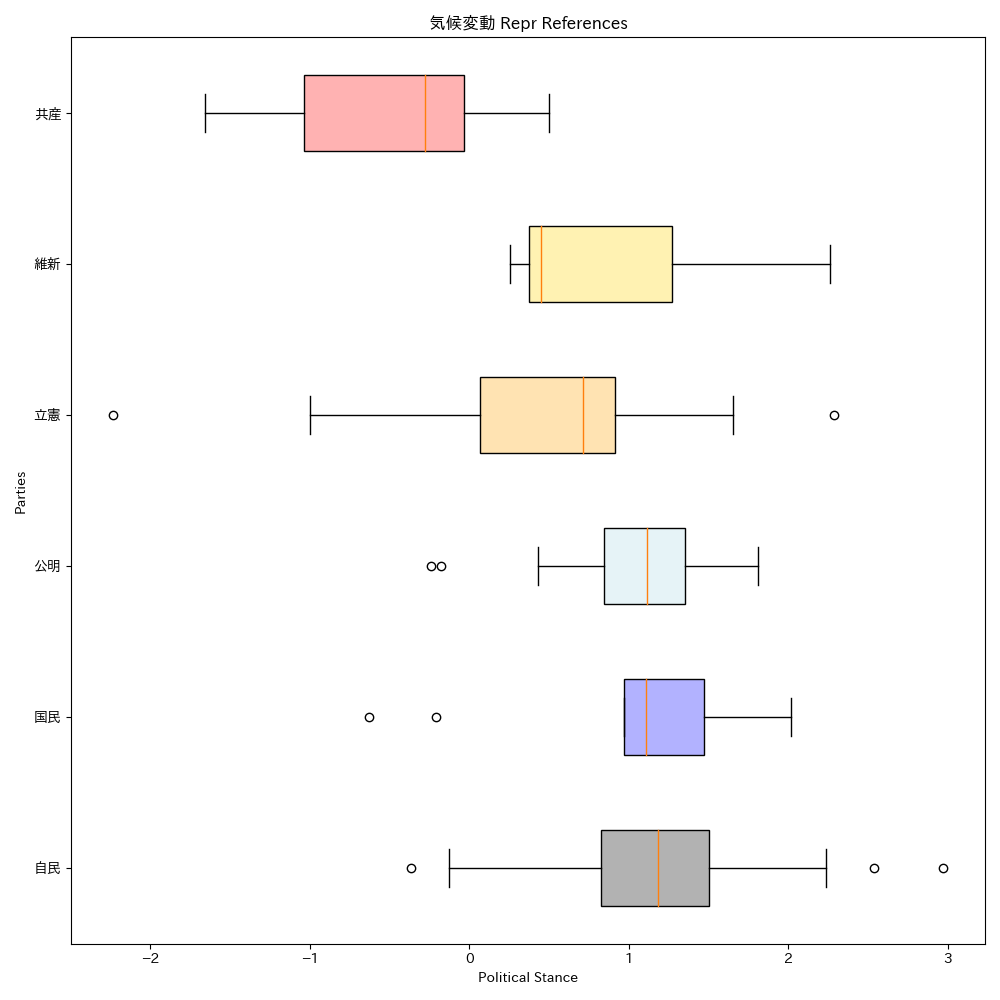 気候変動 Repr References
共産
維新
立憲
公明
国民
自民
Parties
−2
−1
0
1
2
3
Political Stance